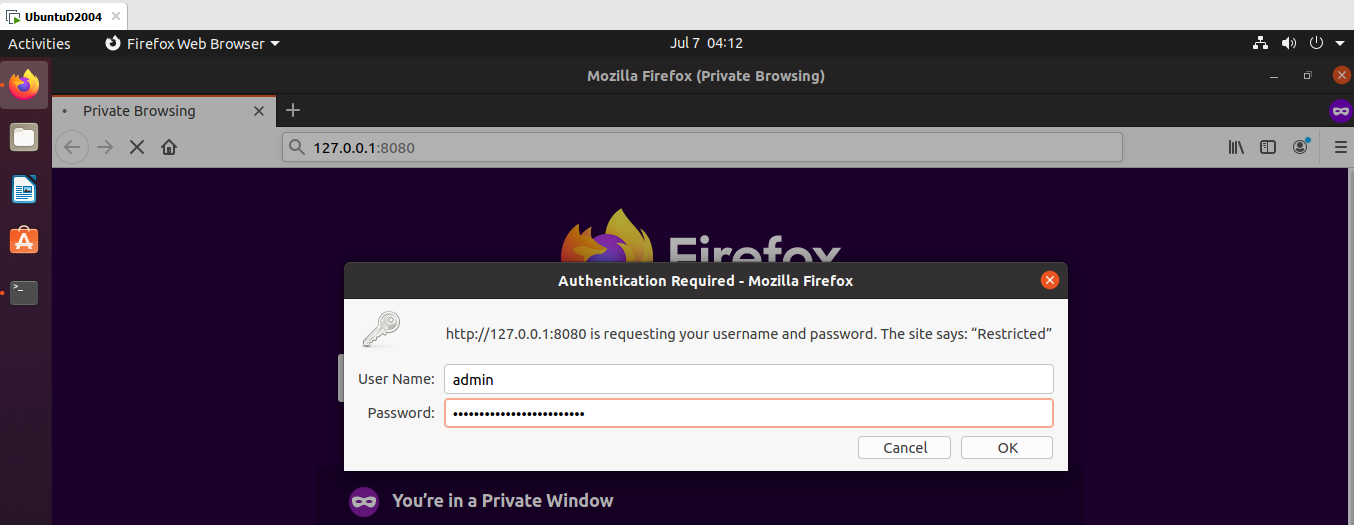 UbuntuD2004
Activities Firefox Web Browser Jul 7 04:12
Mozilla Firefox (Private Browsing)
Private Browsing
127.0.0.1:8080
Firefox
Authentication Required - Mozilla Firefox
http://127.0.0.1:8080 is requesting your username and password. The site says: “Restricted”
User Name: admin
Password: •••••••••••••••••••••••••
Cancel OK
You’re in a Private Window